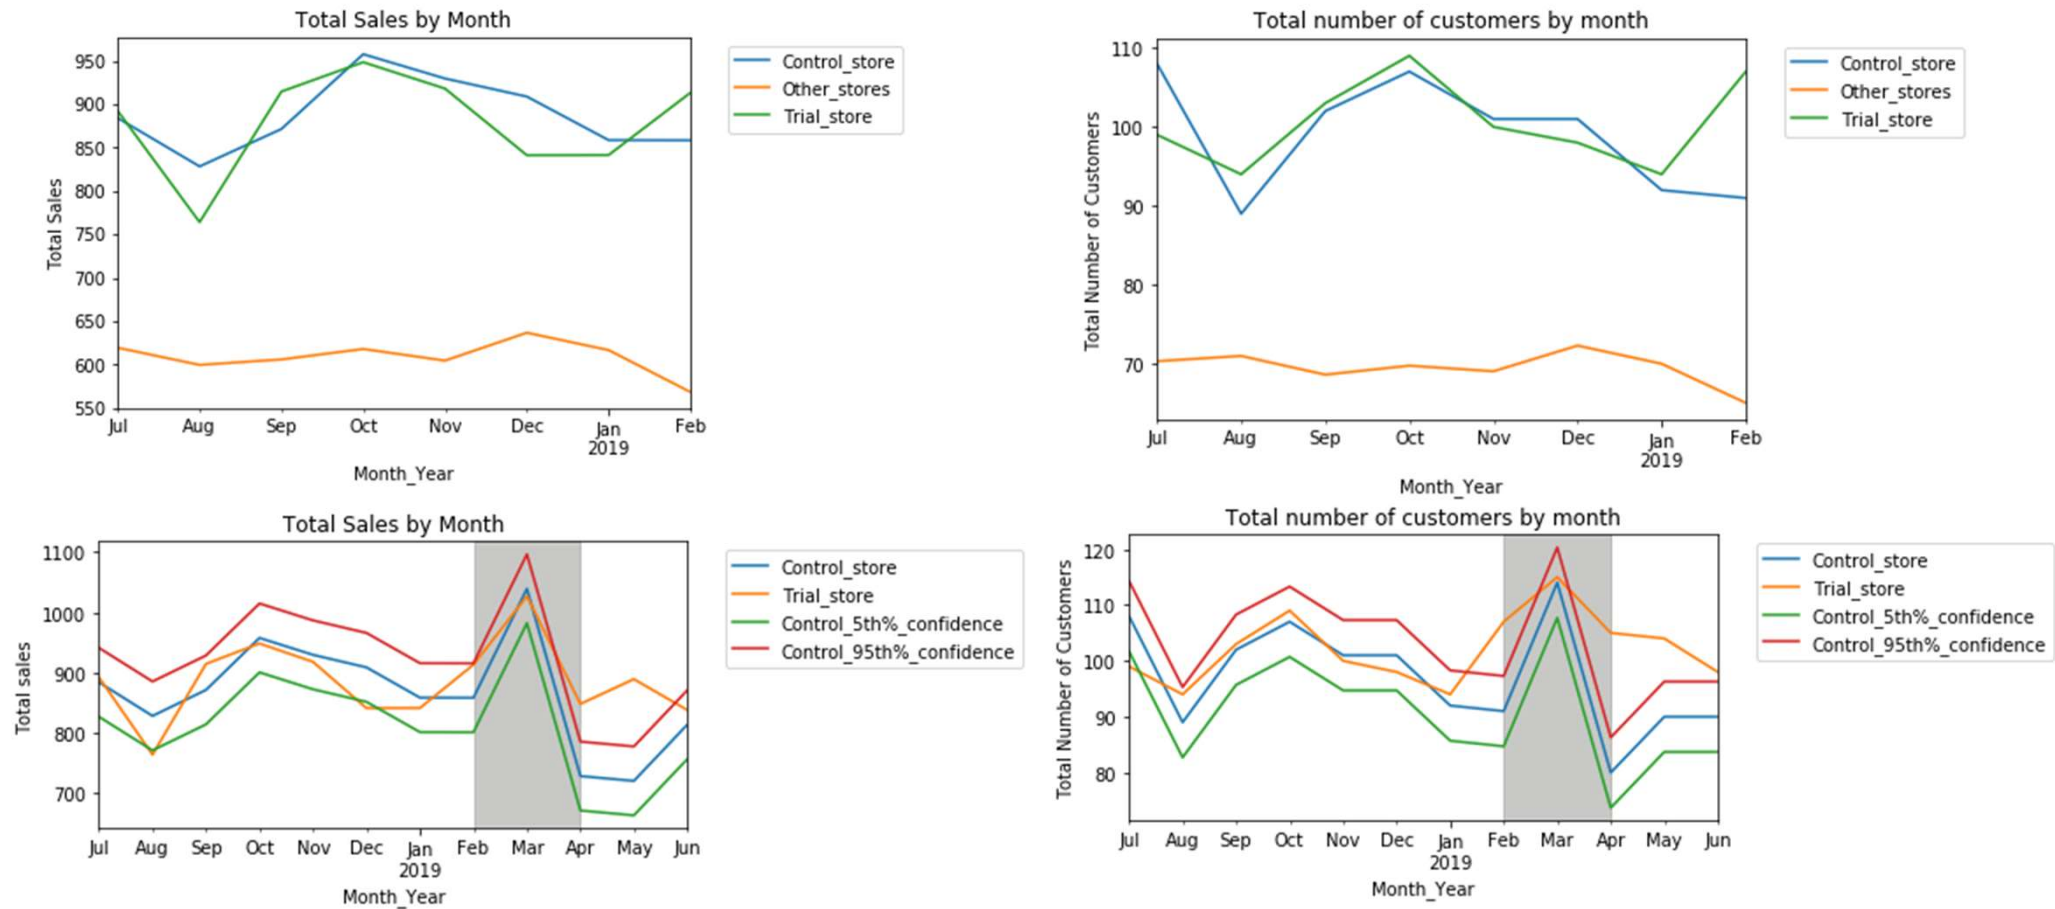 Total Sales by Month
950
900
850
800
750
700
650
600
550
Total Sales
Jul Aug Sep Oct Nov Dec Jan Feb
2019
Month_Year
Control_store
Other_stores
Trial_store
Total number of customers by month
110
100
90
80
70
Total Number of Customers
Jul Aug Sep Oct Nov Dec Jan Feb
2019
Month_Year
Control_store
Other_stores
Trial_store
Total Sales by Month
1100
1000
900
800
700
Total sales
Jul Aug Sep Oct Nov Dec Jan Feb Mar Apr May Jun
2019
Month_Year
Control_store
Trial_store
Control_5th%_confidence
Control_95th%_confidence
Total number of customers by month
120
110
100
90
80
Total Number of Customers
Jul Aug Sep Oct Nov Dec Jan Feb Mar Apr May Jun
2019
Month_Year
Control_store
Trial_store
Control_5th%_confidence
Control_95th%_confidence